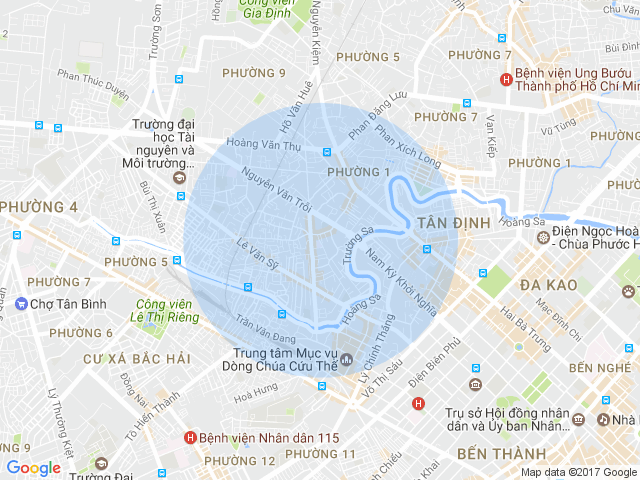 Công viên
Gia Định
Chu Văn
Trường Sơn
Nguyên Kiệm
PHƯỜNG 5
PHƯỜNG 7
Bùi Đìn
PHƯỜNG 9
Phan Thúc Duyện
Hồ Văn Huê
Bệnh viện Ung Bướu
Thành phố Hồ Chí Min
Phan Đăng Lưu
PHƯỜNG 7
Vạn Kiếp
Vũ Tùng
Trường đại
học Tài
nguyên và
Môi trường...
Hoàng Văn Thụ
Phan Xích Long
PHƯỜNG 1
Nguyễn Văn Trỗi
Bùi Thị Xuân
PHƯỜNG 4
TÂN ĐỊNH
Hoàng Sa
Trường Sa
Điện Ngọc Hoà
- Chùa Phước H
Lê Văn Sỹ
Nam Kỳ Khởi Nghĩa
PHƯỜNG 5
PHƯỜNG 7
ĐA KAO
Chợ Tân Bình
Công viên
Lê Thị Riêng
Hoàng Sa
Mạc Đĩnh Chi
Hai Bà Trưng
PHƯỜNG 6
Trần Văn Đang
Lý Chính Thắng
CƯ XÁ BẮC HẢI
Trung tâm Mục vụ
Dòng Chúa Cứu Thế
Võ Thị Sáu
Điện Biên Phủ
BẾN NGHÉ
Đồng Nai
Hoà Hưng
Lý Thường Kiệt
Tô Hiến Thành
Trụ sở Hội đồng nhân
dân và Ủy ban Nhân...
Nhà
Bệnh viện Nhân dân 115
PHƯỜNG 9
PHƯỜNG 12
PHƯỜNG 11
BẾN THÀNH
Trường Đại
Google
Map data ©2017 Google